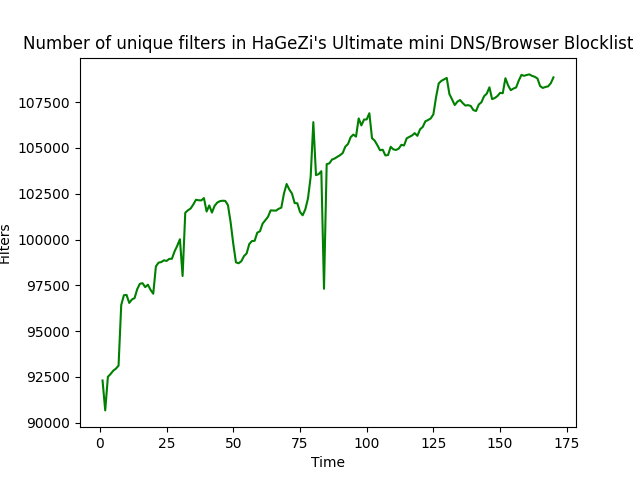 Number of unique filters in HaGeZi's Ultimate mini DNS/Browser Blocklist
107500
105000
102500
100000
97500
95000
92500
90000
Filters
0 25 50 75 100 125 150 175
Time